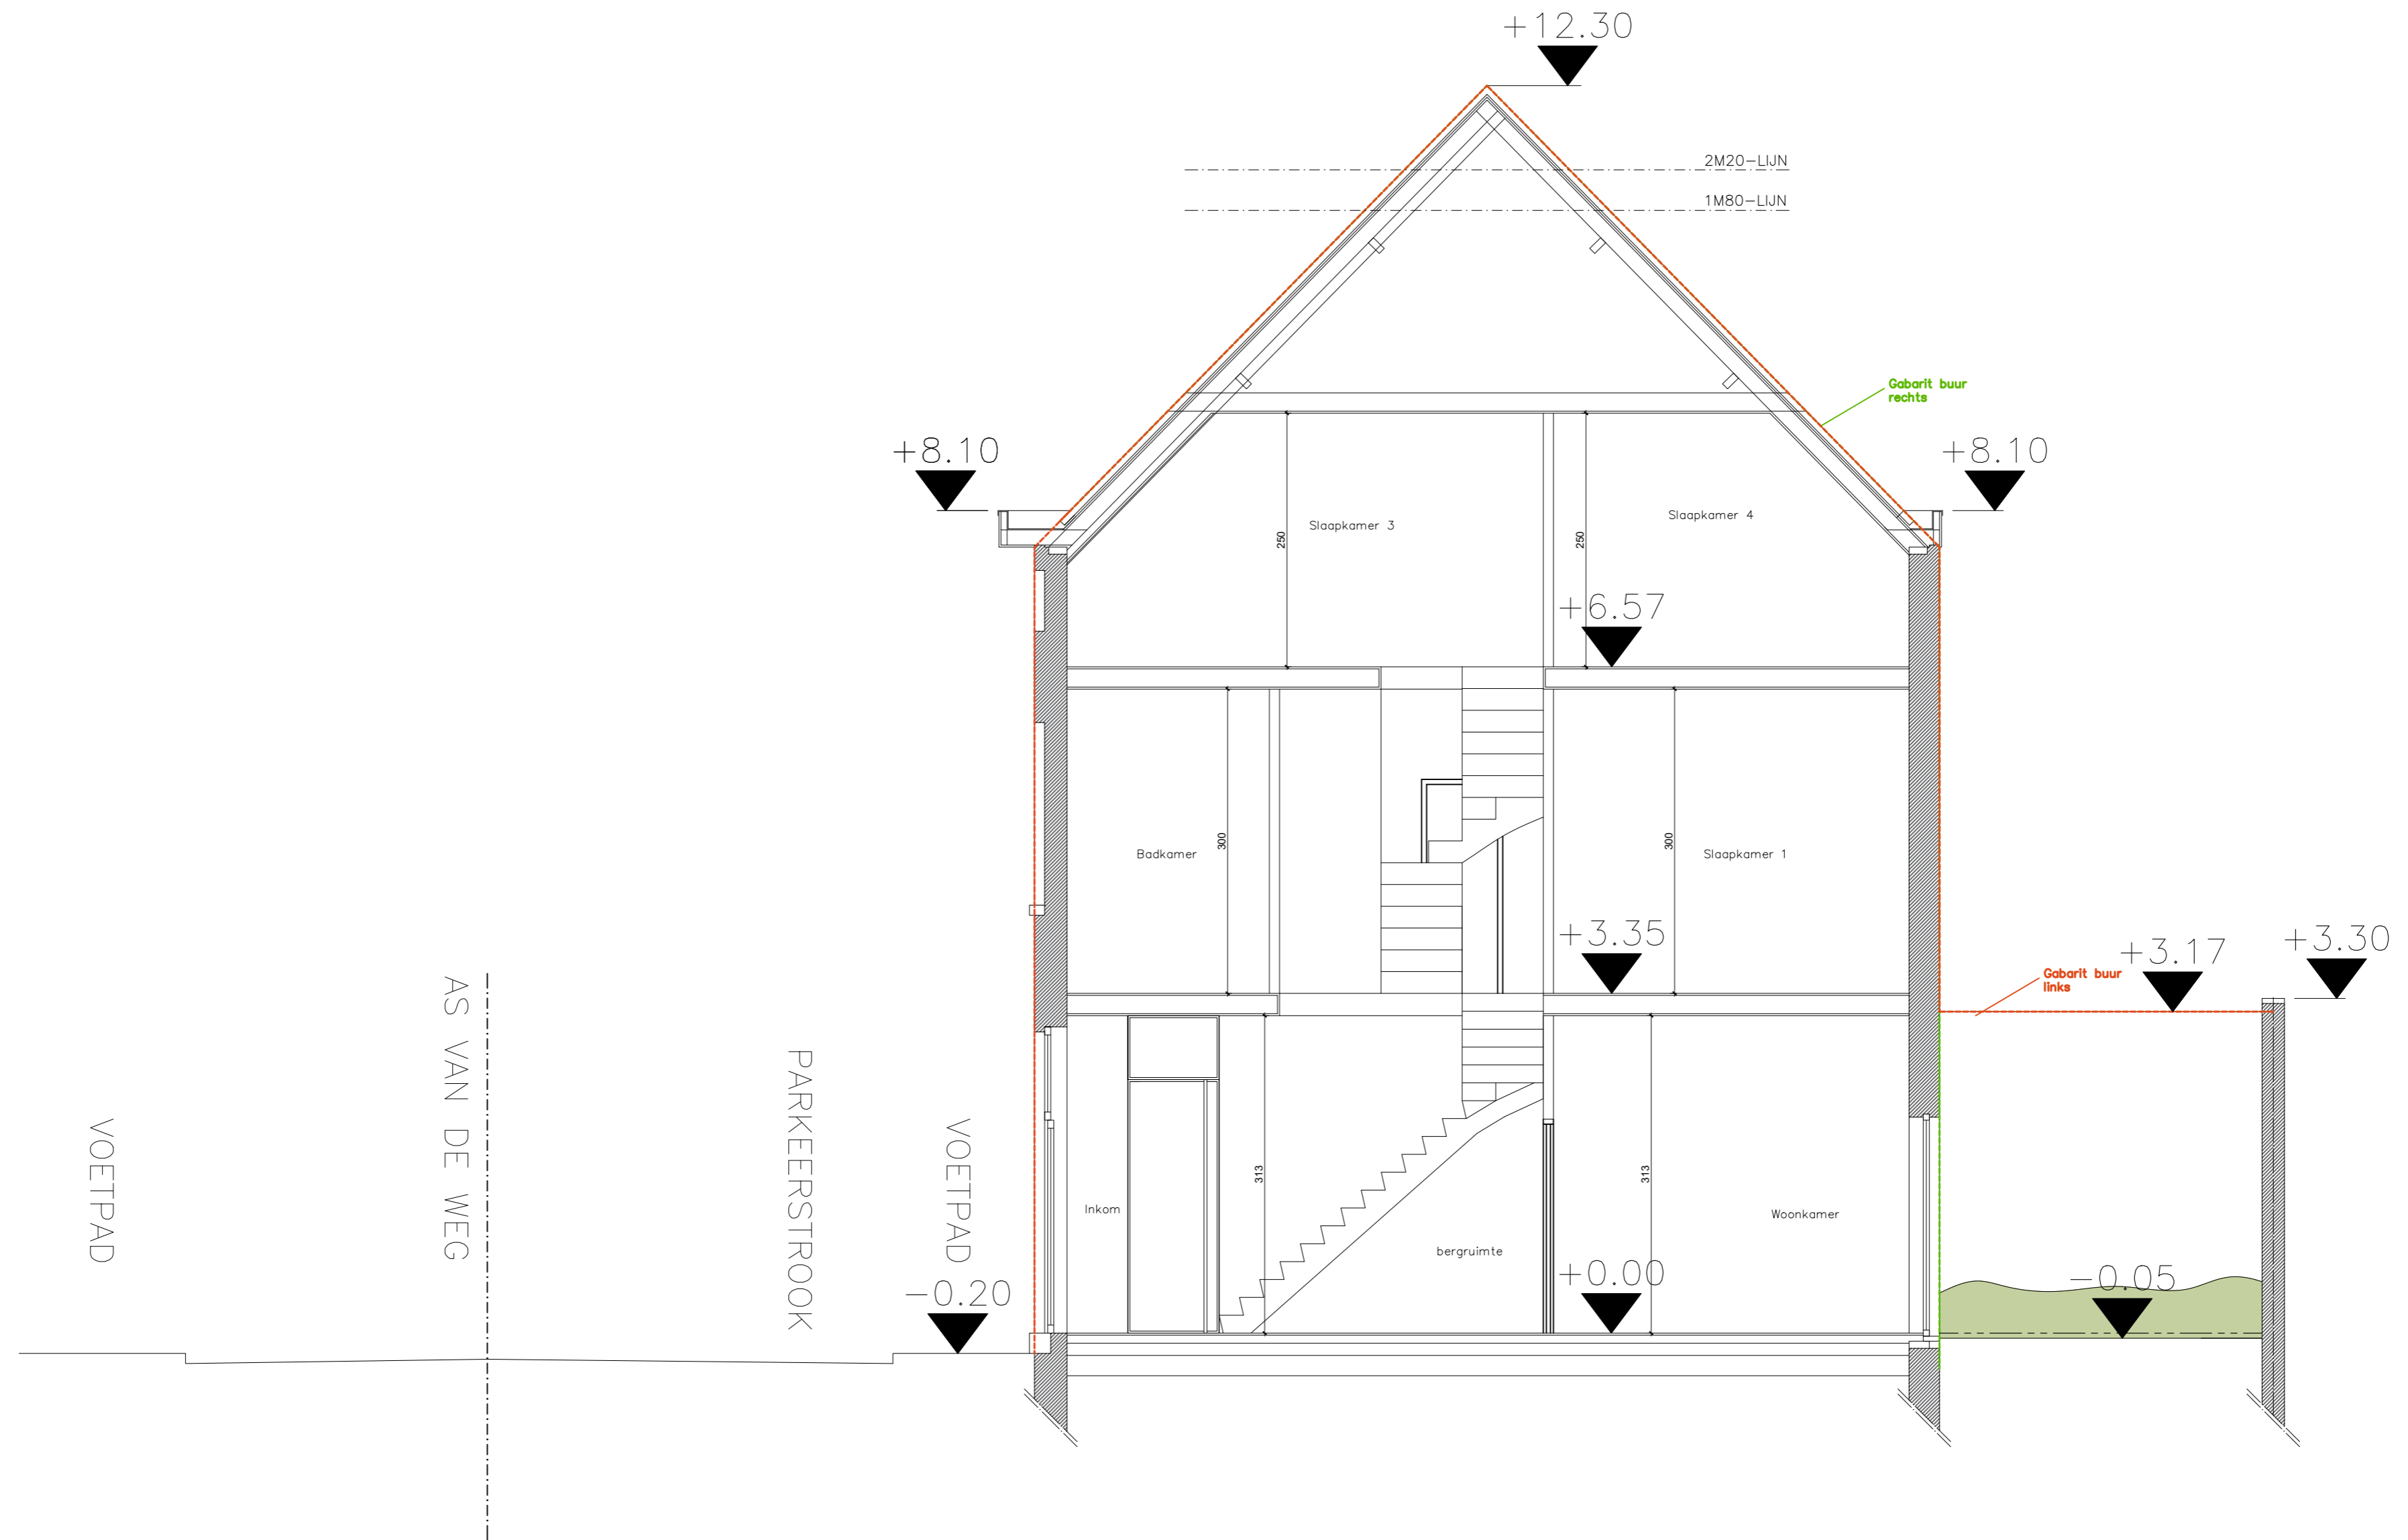 +12.30
2M20-LIJN
1M80-LIJN
Gabarit buur
rechts
+8.10
+8.10
Slaapkamer 3
Slaapkamer 4
250
250
+6.57
Badkamer
300
300
Slaapkamer 1
+3.35
+3.17
+3.30
Gabarit buur
links
VOETPAD
AS VAN DE WEG
PARKEERSTROOK
VOETPAD
313
313
Inkom
Woonkamer
bergruimte
-0.20
+0.00
-0.05